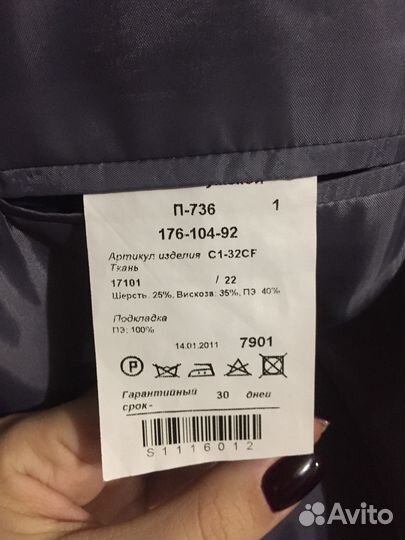 П-736 1
176-104-92
Артикул изделия С1-32CF
Ткань
17101 / 22
Шерсть: 25%, Вискоза: 35%, ПЭ: 40%
Подкладка
ПЭ: 100%
14.01.2011 7901
P
Гарантийный срок- 30 дней
S1116012
Avito